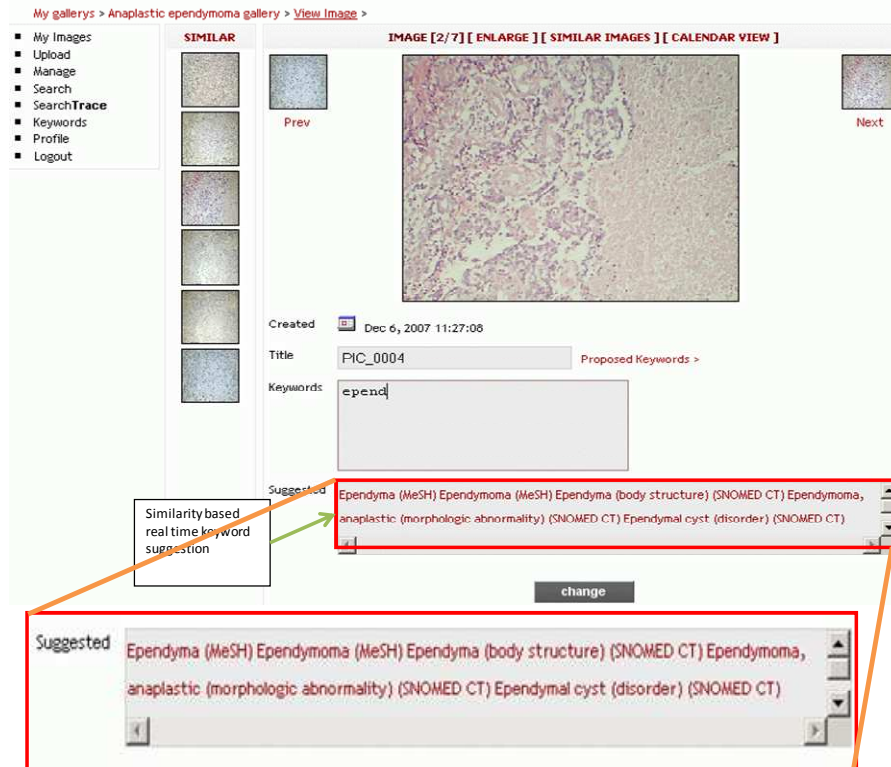 My gallerys > Anaplastic ependymoma gallery > View Image >
My Images
Upload
Manage
Search
SearchTrace
Keywords
Profile
Logout
SIMILAR
IMAGE [2/7] [ ENLARGE ] [ SIMILAR IMAGES ] [ CALENDAR VIEW ]
Prev
Next
Created Dec 6, 2007 11:27:08
Title PIC_0004 Proposed Keywords >
Keywords epend
Suggested Ependyma (MeSH) Ependymoma (MeSH) Ependyma (body structure) (SNOMED CT) Ependymoma,
anaplastic (morphologic abnormality) (SNOMED CT) Ependymal cyst (disorder) (SNOMED CT)
Similarity based
real time keyword
suggestion
change
Suggested Ependyma (MeSH) Ependymoma (MeSH) Ependyma (body structure) (SNOMED CT) Ependymoma,
anaplastic (morphologic abnormality) (SNOMED CT) Ependymal cyst (disorder) (SNOMED CT)